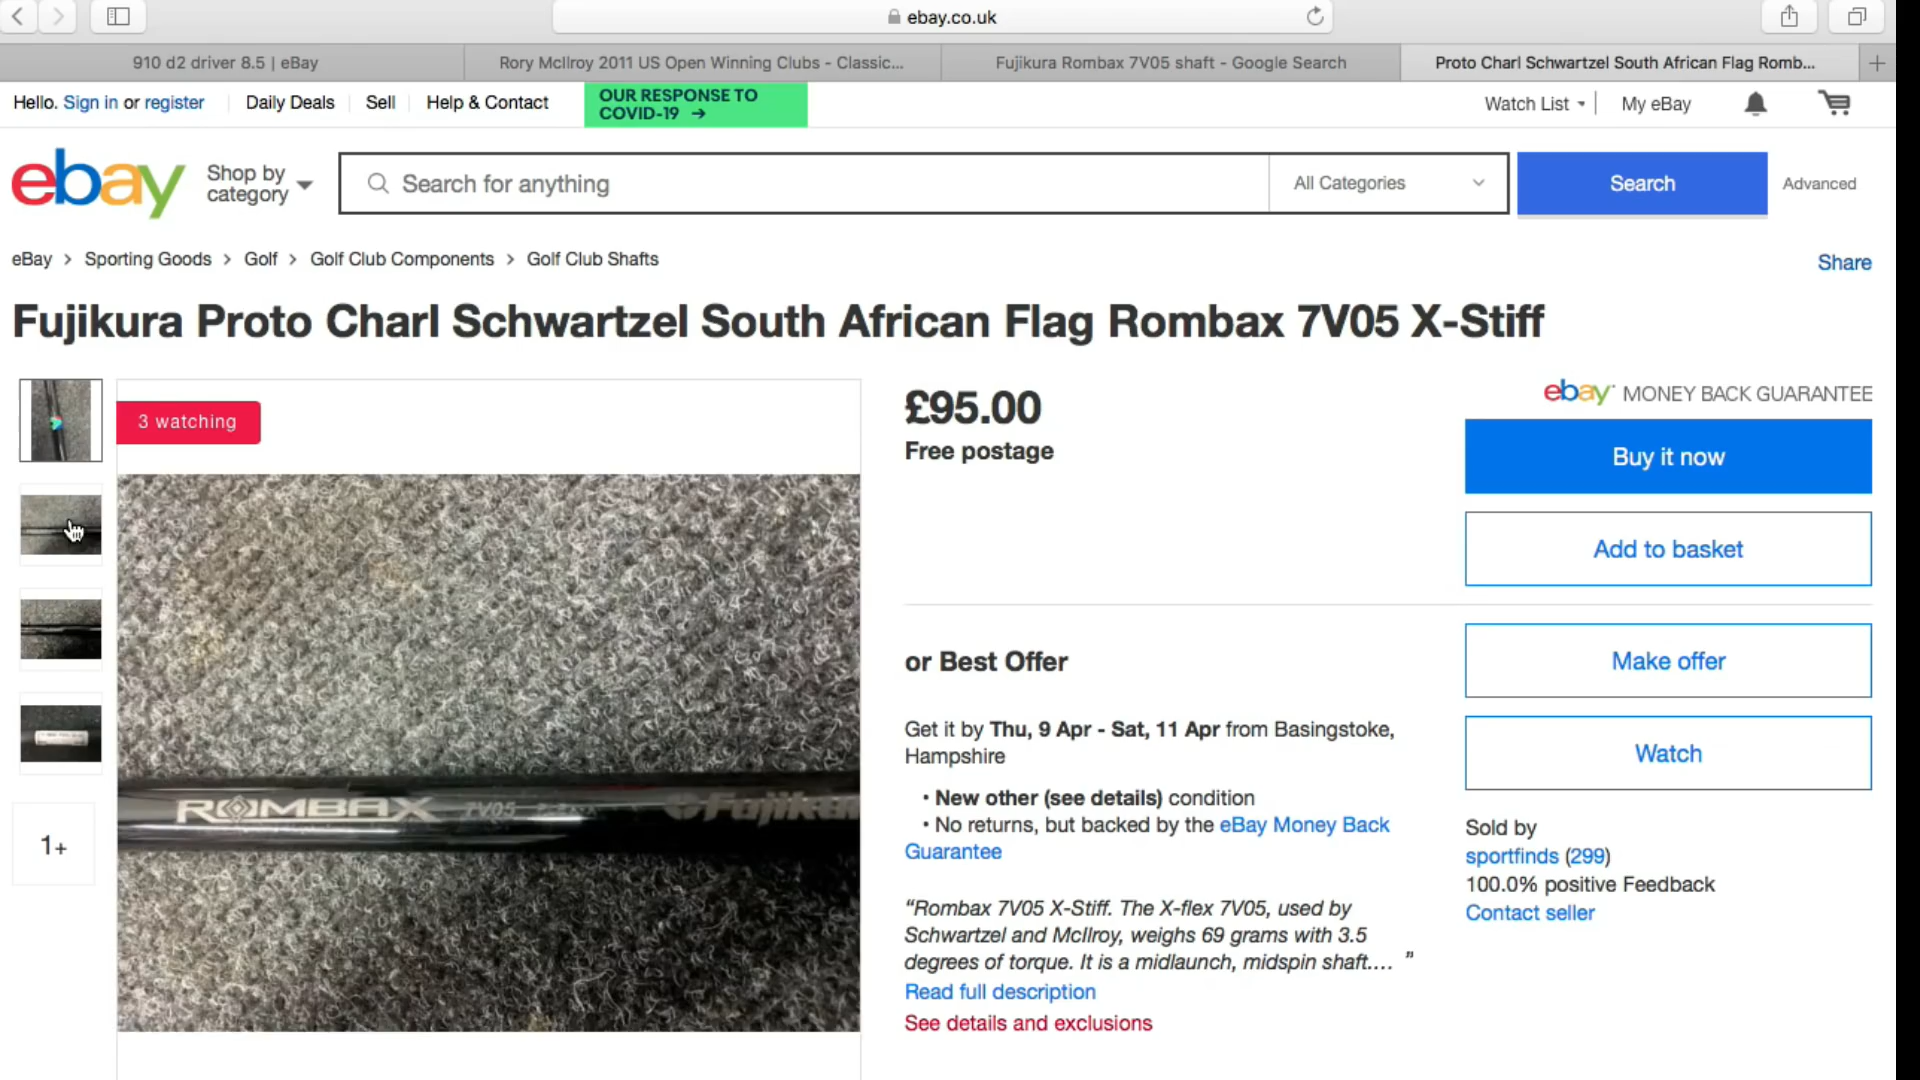 ebay.co.uk
910 d2 driver 8.5 | eBay
Rory McIlroy 2011 US Open Winning Clubs - Classic...
Fujikura Rombax 7V05 shaft - Google Search
Proto Charl Schwartzel South African Flag Romb...
Hello. Sign in or register
Daily Deals
Sell
Help & Contact
OUR RESPONSE TO
COVID-19 →
Watch List
My eBay
ebay
Shop by
category
Search for anything
All Categories
Search
Advanced
eBay > Sporting Goods > Golf > Golf Club Components > Golf Club Shafts
Share
Fujikura Proto Charl Schwartzel South African Flag Rombax 7V05 X-Stiff
3 watching
ROMBAX 7V05
1+
£95.00
Free postage
or Best Offer
Get it by Thu, 9 Apr - Sat, 11 Apr from Basingstoke,
Hampshire
• New other (see details) condition
• No returns, but backed by the eBay Money Back
Guarantee
“Rombax 7V05 X-Stiff. The X-flex 7V05, used by
Schwartzel and McIlroy, weighs 69 grams with 3.5
degrees of torque. It is a midlaunch, midspin shaft.... ”
Read full description
See details and exclusions
ebay MONEY BACK GUARANTEE
Buy it now
Add to basket
Make offer
Watch
Sold by
sportfinds (299)
100.0% positive Feedback
Contact seller